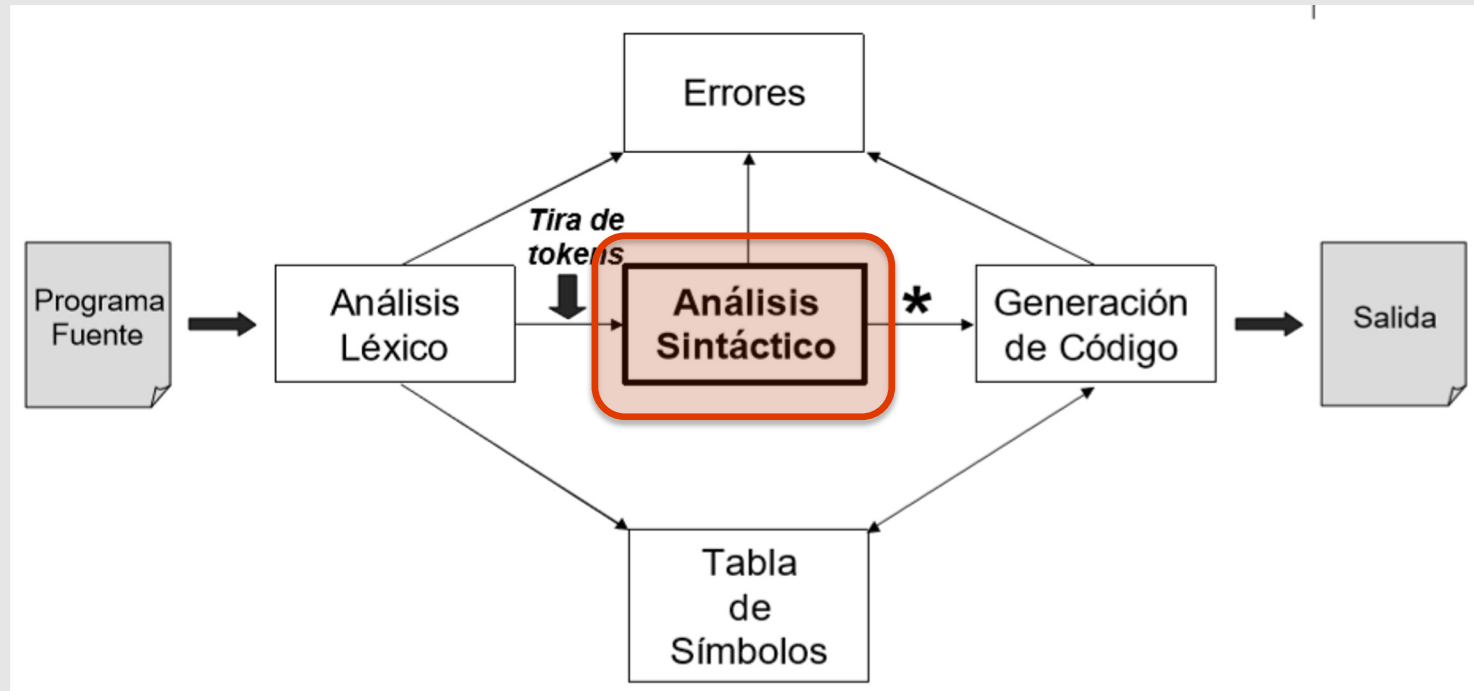 Errores
Tira de
tokens
Programa
Fuente
Análisis
Léxico
Análisis
Sintáctico
*
Generación
de Código
Salida
Tabla
de
Símbolos